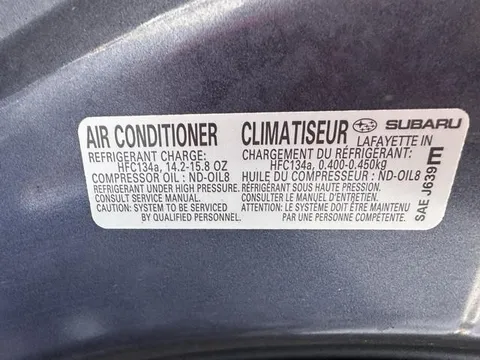 AIR CONDITIONER
REFRIGERANT CHARGE:
HFC134a, 14.2-15.8 OZ
COMPRESSOR OIL : ND-OIL8
REFRIGERANT UNDER HIGH PRESSURE.
CONSULT SERVICE MANUAL.
CAUTION: SYSTEM TO BE SERVICED
BY QUALIFIED PERSONNEL.
CLIMATISEUR
SUBARU
LAFAYETTE IN
CHARGEMENT DU RÉFRIGÉRANT:
HFC134a, 0.400-0.450kg
HUILE DU COMPRESSEUR : ND-OIL8
RÉFRIGÉRANT SOUS HAUTE PRESSION.
CONSULTER LE MANUEL D'ENTRETIEN.
ATTENTION: LE SYSTÈME DOIT ÊTRE MAINTENU
PAR UNE PERSONNE COMPÉTENTE.
SAE J639 E